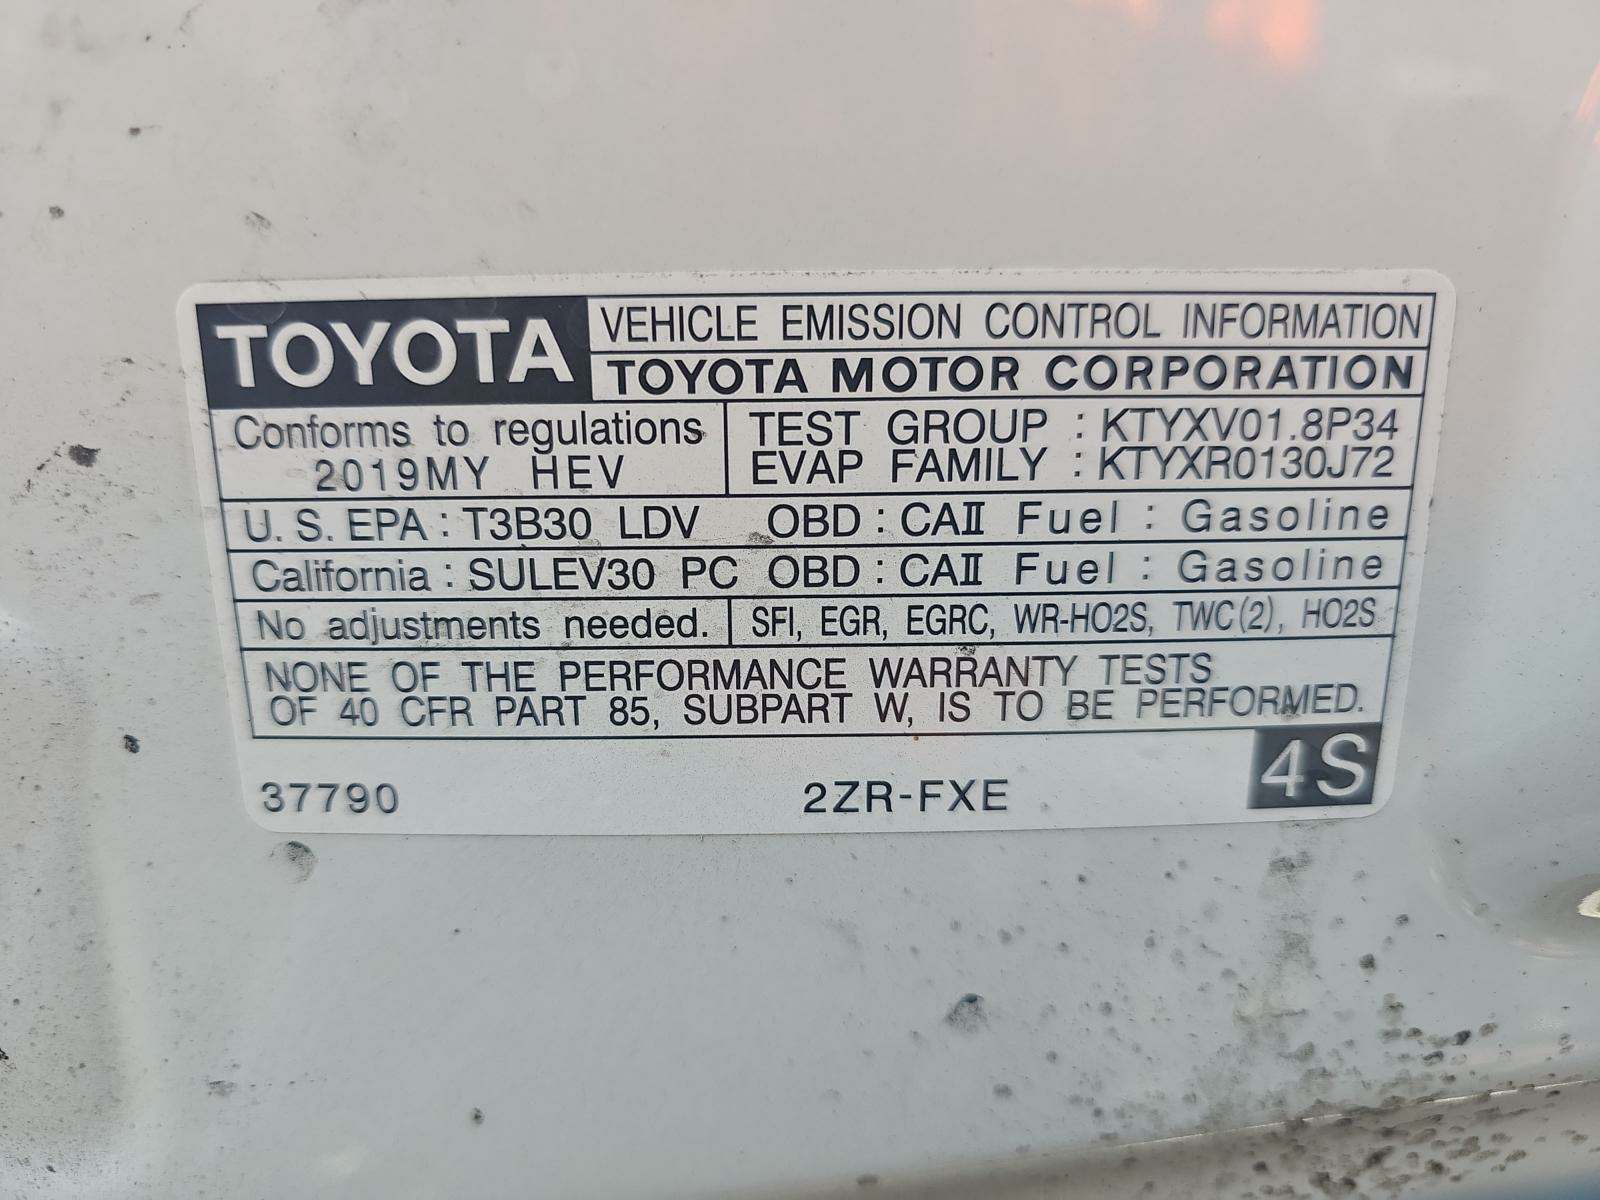 TOYOTA VEHICLE EMISSION CONTROL INFORMATION
TOYOTA MOTOR CORPORATION
Conforms to regulations TEST GROUP : KTYXV01.8P34
2019MY HEV EVAP FAMILY : KTYXR0130J72
U.S. EPA : T3B30 LDV OBD : CAII Fuel : Gasoline
California : SULEV30 PC OBD : CAII Fuel : Gasoline
No adjustments needed. SFI, EGR, EGRC, WR-HO2S, TWC(2), HO2S
NONE OF THE PERFORMANCE WARRANTY TESTS
OF 40 CFR PART 85, SUBPART W, IS TO BE PERFORMED.
37790 2ZR-FXE 4S